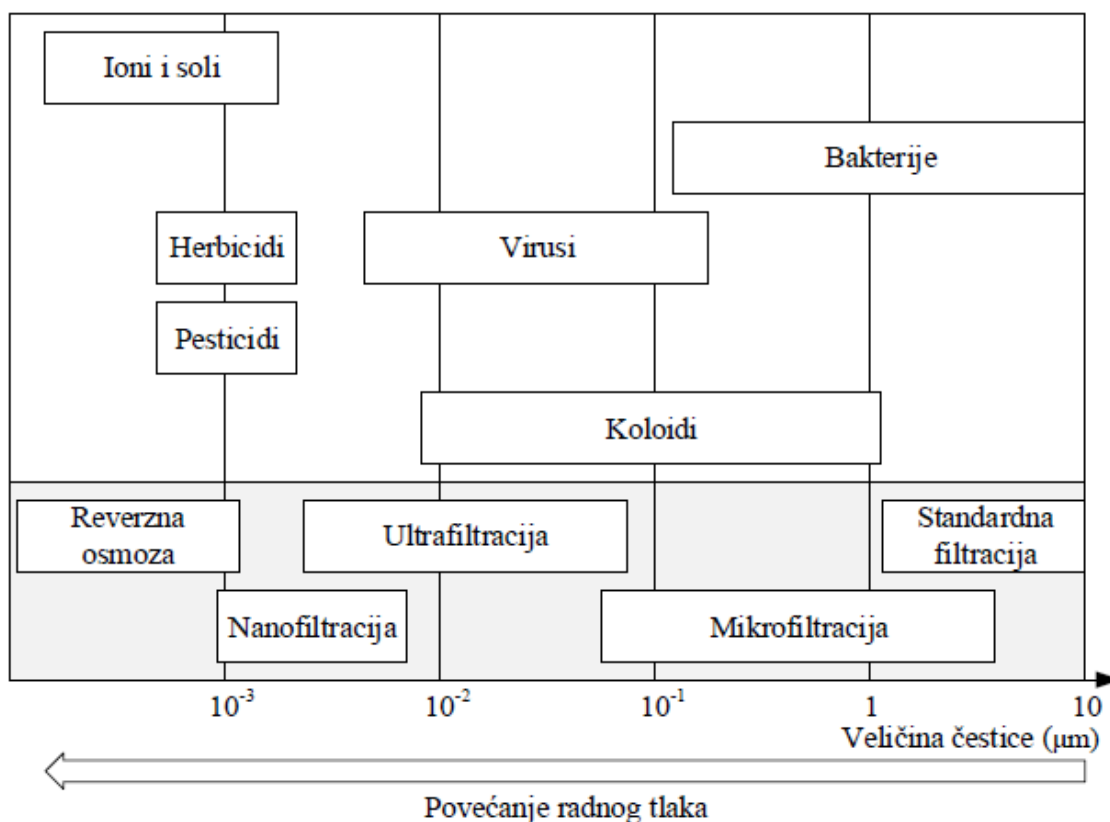 Ioni i soli
Bakterije
Herbicidi
Virusi
Pesticidi
Koloidi
Reverzna
osmoza
Ultrafiltracija
Standardna
filtracija
Nanofiltracija
Mikrofiltracija
10⁻³
10⁻²
10⁻¹
1
10
Veličina čestice (μm)
Povećanje radnog tlaka